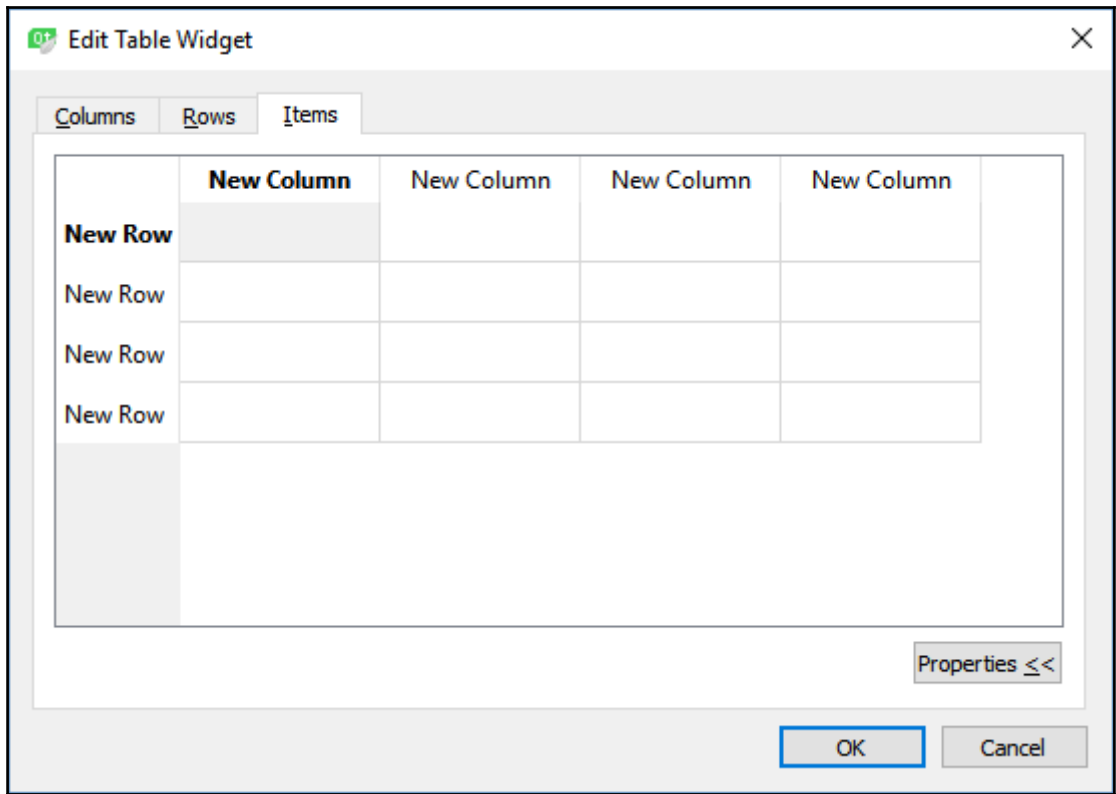 Qt Edit Table Widget
Columns Rows Items
New Column New Column New Column New Column
New Row
New Row
New Row
New Row
Properties <<
OK Cancel